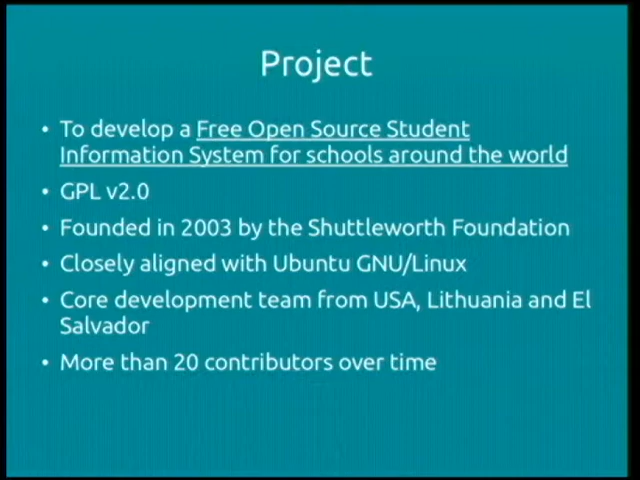 Project
• To develop a Free Open Source Student
Information System for schools around the world
• GPL v2.0
• Founded in 2003 by the Shuttleworth Foundation
• Closely aligned with Ubuntu GNU/Linux
• Core development team from USA, Lithuania and El
Salvador
• More than 20 contributors over time